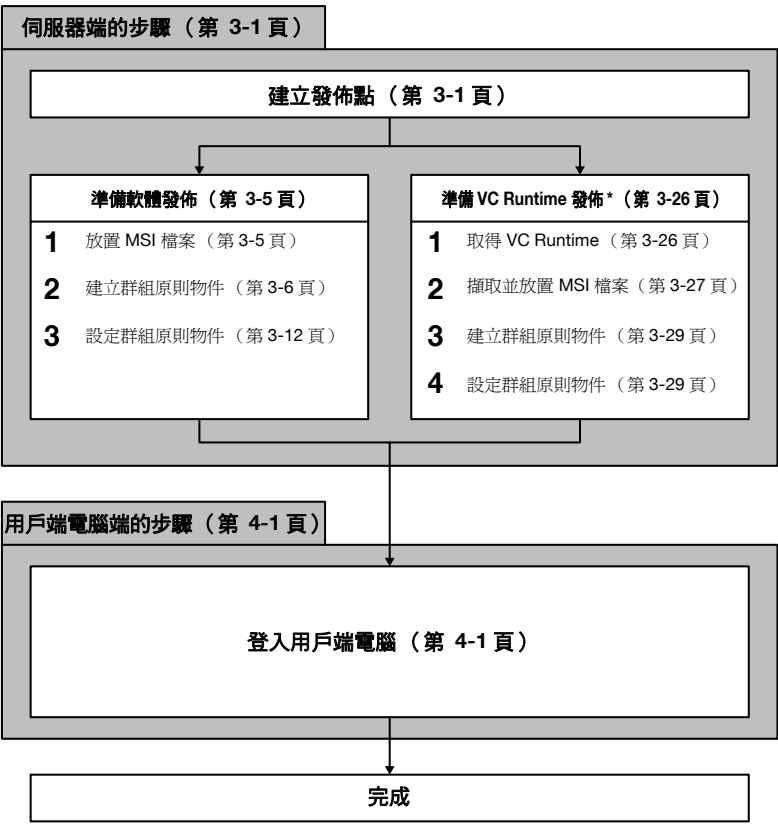 伺服器端的步驟（第 3-1 頁）
建立發佈點（第 3-1 頁）
準備軟體發佈（第 3-5 頁）
1 放置 MSI 檔案（第 3-5 頁）
2 建立群組原則物件（第 3-6 頁）
3 設定群組原則物件（第 3-12 頁）
準備 VC Runtime 發佈*（第 3-26 頁）
1 取得 VC Runtime（第 3-26 頁）
2 擷取並放置 MSI 檔案（第 3-27 頁）
3 建立群組原則物件（第 3-29 頁）
4 設定群組原則物件（第 3-29 頁）
用戶端電腦端的步驟（第 4-1 頁）
登入用戶端電腦（第 4-1 頁）
完成